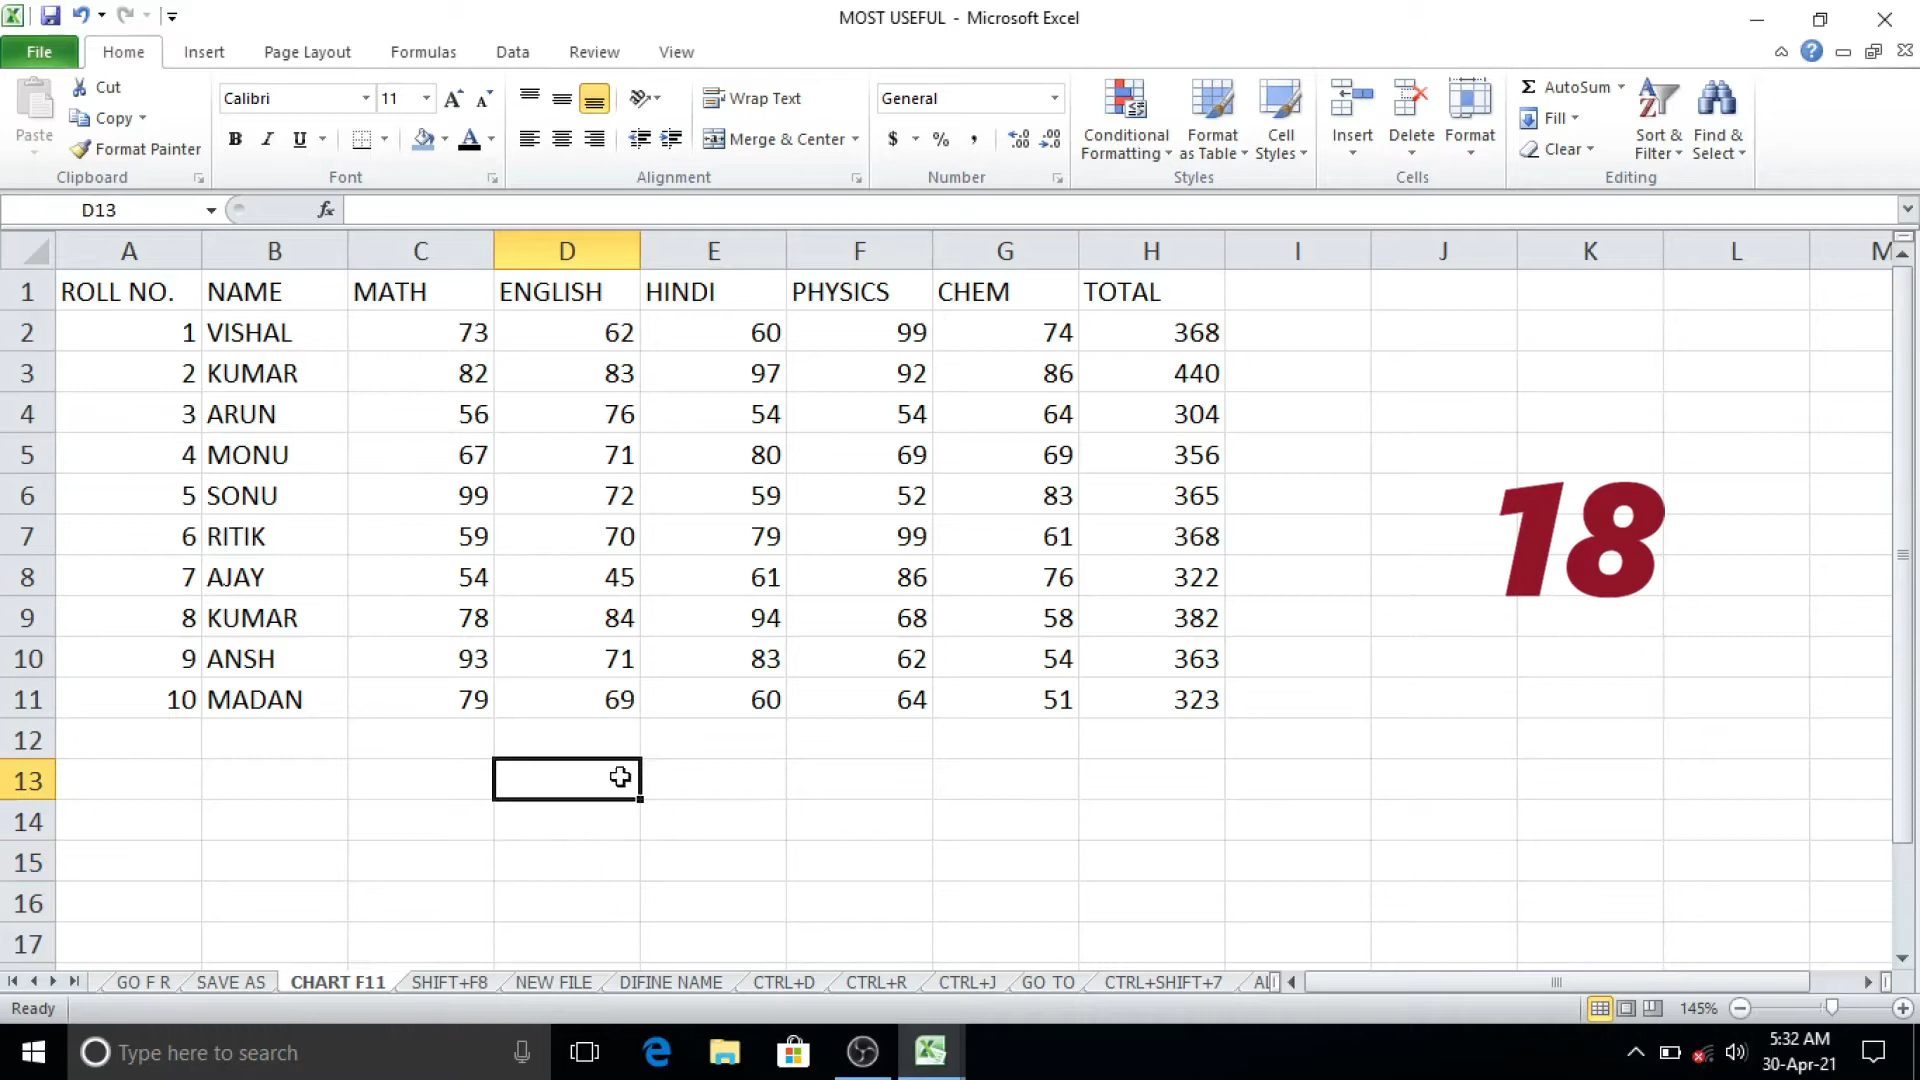 MOST USEFUL - Microsoft Excel
File Home Insert Page Layout Formulas Data Review View
Paste
Cut
Copy
Format Painter
Clipboard
Calibri 11
B I U
Font
Wrap Text
Merge & Center
Alignment
General
$ % ,
Number
Conditional Formatting
Format as Table
Cell Styles
Styles
Insert Delete Format
Cells
AutoSum
Fill
Clear
Sort & Filter
Find & Select
Editing
D13 fx
A B C D E F G H I J K L M
1 ROLL NO. NAME MATH ENGLISH HINDI PHYSICS CHEM TOTAL
2 1 VISHAL 73 62 60 99 74 368
3 2 KUMAR 82 83 97 92 86 440
4 3 ARUN 56 76 54 54 64 304
5 4 MONU 67 71 80 69 69 356
6 5 SONU 99 72 59 52 83 365
7 6 RITIK 59 70 79 99 61 368
8 7 AJAY 54 45 61 86 76 322
9 8 KUMAR 78 84 94 68 58 382
10 9 ANSH 93 71 83 62 54 363
11 10 MADAN 79 69 60 64 51 323
12
13
14
15
16
17
18
GO F R SAVE AS CHART F11 SHIFT+F8 NEW FILE DIFINE NAME CTRL+D CTRL+R CTRL+J GO TO CTRL+SHIFT+7
Ready 145%
Type here to search
5:32 AM
30-Apr-21